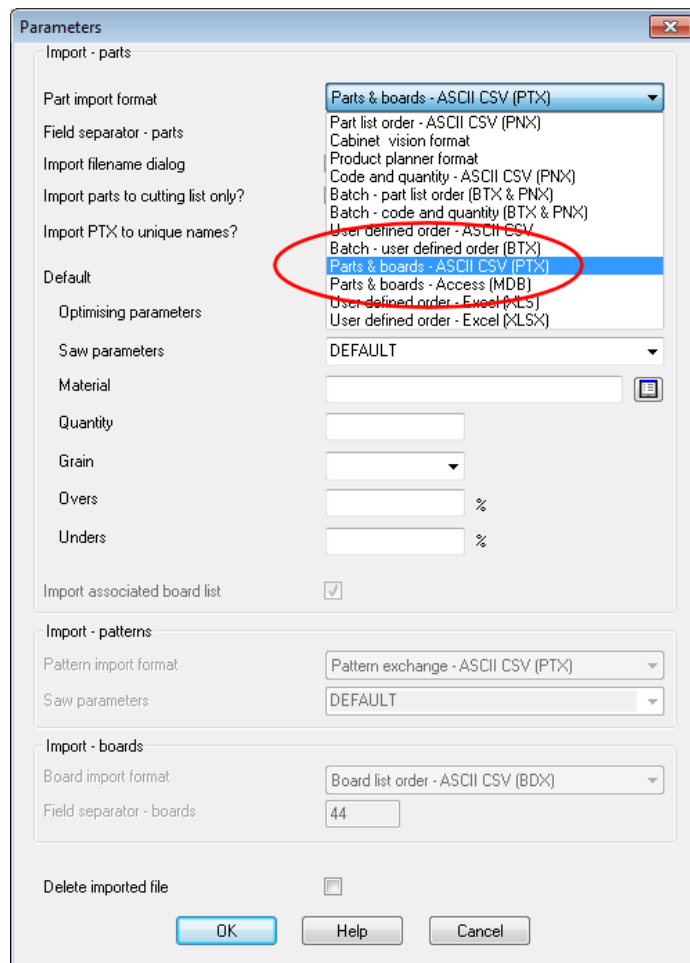 Parameters
Import - parts
Part import format
Parts & boards - ASCII CSV (PTX)
Field separator - parts
Import filename dialog
Import parts to cutting list only?
Import PTX to unique names?
Part list order - ASCII CSV (PNX)
Cabinet vision format
Product planner format
Code and quantity - ASCII CSV (PNX)
Batch - part list order (BTX & PNX)
Batch - code and quantity (BTX & PNX)
User defined order - ASCII CSV
Batch - user defined order (BTX)
Parts & boards - ASCII CSV (PTX)
Parts & boards - Access (MDB)
User defined order - Excel (XLS)
User defined order - Excel (XLSX)
Default
Optimising parameters
Saw parameters
DEFAULT
Material
Quantity
Grain
Overs
%
Unders
%
Import associated board list
Import - patterns
Pattern import format
Pattern exchange - ASCII CSV (PTX)
Saw parameters
DEFAULT
Import - boards
Board import format
Board list order - ASCII CSV (BDX)
Field separator - boards
44
Delete imported file
OK
Help
Cancel